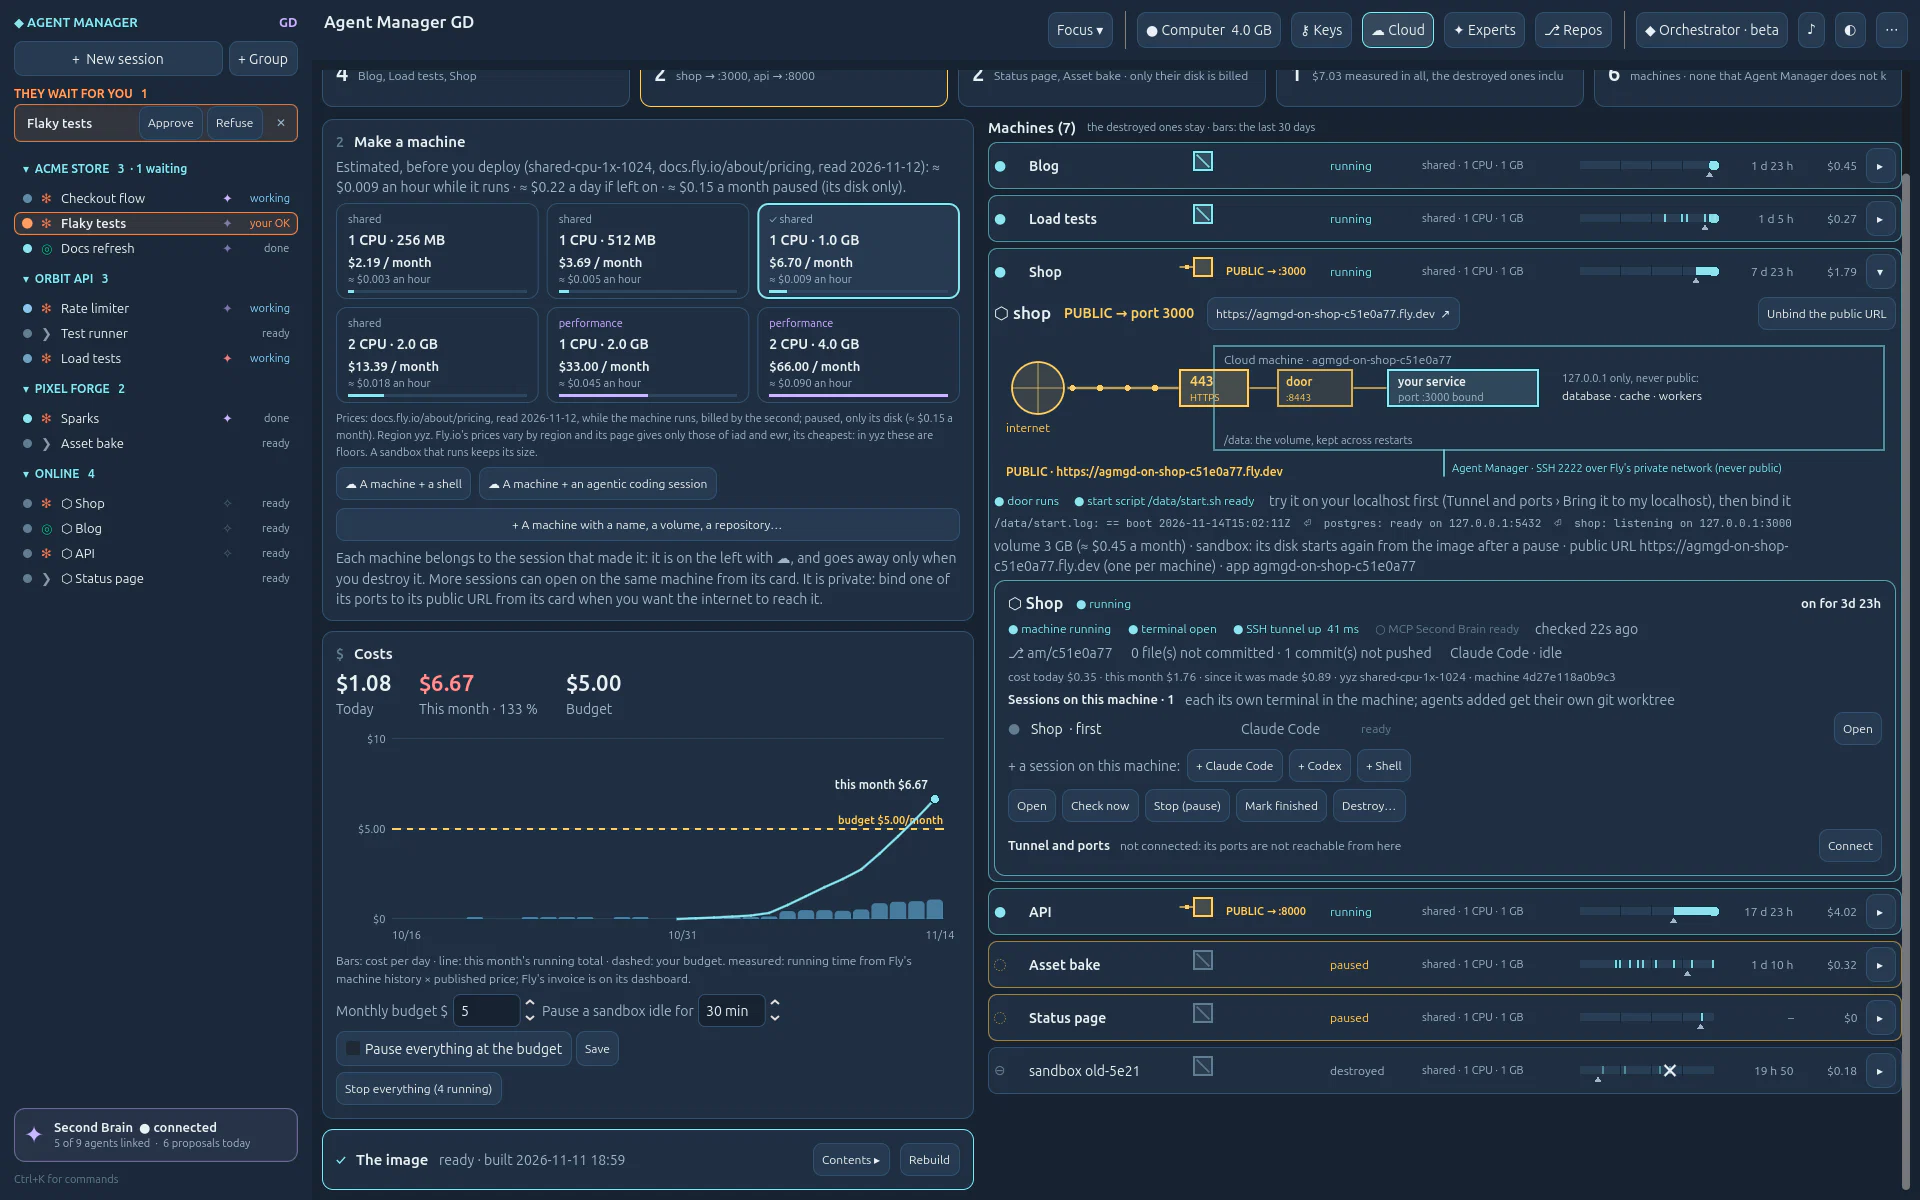 ◆ AGENT MANAGER GD
+ New session
+ Group
THEY WAIT FOR YOU 1
Flaky tests Approve Refuse ×
▾ ACME STORE 3 · 1 waiting
Checkout flow working
Flaky tests your OK
Docs refresh done
▾ ORBIT API 3
Rate limiter working
Test runner ready
Load tests working
▾ PIXEL FORGE 2
Sparks done
Asset bake ready
▾ ONLINE 4
Shop ready
Blog ready
API ready
Status page ready
Second Brain ● connected
5 of 9 agents linked · 6 proposals today
Ctrl+K for commands
Agent Manager GD
Focus ▾
● Computer 4.0 GB
Keys
☁ Cloud
✦ Experts
Repos
◆ Orchestrator · beta
♪
◐
···
4 Blog, Load tests, Shop
2 shop → :3000, api → :8000
2 Status page, Asset bake · only their disk is billed
1 $7.03 measured in all, the destroyed ones inclu
6 machines · none that Agent Manager does not k
2 Make a machine
Estimated, before you deploy (shared-cpu-1x-1024, docs.fly.io/about/pricing, read 2026-11-12): ≈
$0.009 an hour while it runs · ≈ $0.22 a day if left on · ≈ $0.15 a month paused (its disk only).
shared
1 CPU · 256 MB
$2.19 / month
≈ $0.003 an hour
shared
1 CPU · 512 MB
$3.69 / month
≈ $0.005 an hour
✓ shared
1 CPU · 1.0 GB
$6.70 / month
≈ $0.009 an hour
shared
2 CPU · 2.0 GB
$13.39 / month
≈ $0.018 an hour
performance
1 CPU · 2.0 GB
$33.00 / month
≈ $0.045 an hour
performance
2 CPU · 4.0 GB
$66.00 / month
≈ $0.090 an hour
Prices: docs.fly.io/about/pricing, read 2026-11-12, while the machine runs, billed by the second; paused, only its disk (≈ $0.15 a
month). Region yyz. Fly.io's prices vary by region and its page gives only those of iad and ewr, its cheapest: in yyz these are
floors. A sandbox that runs keeps its size.
☁ A machine + a shell
☁ A machine + an agentic coding session
+ A machine with a name, a volume, a repository…
Each machine belongs to the session that made it: it is on the left with ☁, and goes away only when
you destroy it. More sessions can open on the same machine from its card. It is private: bind one of
its ports to its public URL from its card when you want the internet to reach it.
$ Costs
$1.08 $6.67 $5.00
Today This month · 133 % Budget
$10
this month $6.67
budget $5.00/month
$5.00
$0
10/16 10/31 11/14
Bars: cost per day · line: this month's running total · dashed: your budget. measured: running time from Fly's
machine history × published price; Fly's invoice is on its dashboard.
Monthly budget $ 5 Pause a sandbox idle for 30 min
Pause everything at the budget Save
Stop everything (4 running)
✓ The image ready · built 2026-11-11 18:59 Contents ▸ Rebuild
Machines (7) the destroyed ones stay · bars: the last 30 days
Blog running shared · 1 CPU · 1 GB 1 d 23 h $0.45 ▸
Load tests running shared · 1 CPU · 1 GB 1 d 5 h $0.27 ▸
Shop PUBLIC → :3000 running shared · 1 CPU · 1 GB 7 d 23 h $1.79 ▾
shop PUBLIC → port 3000 https://agmgd-on-shop-c51e0a77.fly.dev ↗ Unbind the public URL
Cloud machine · agmgd-on-shop-c51e0a77
443
HTTPS
door
:8443
your service
port :3000 bound
127.0.0.1 only, never public:
database · cache · workers
internet
/data: the volume, kept across restarts
PUBLIC · https://agmgd-on-shop-c51e0a77.fly.dev
Agent Manager · SSH 2222 over Fly's private network (never public)
● door runs ● start script /data/start.sh ready try it on your localhost first (Tunnel and ports › Bring it to my localhost), then bind it
/data/start.log: == boot 2026-11-14T15:02:11Z ⏎ postgres: ready on 127.0.0.1:5432 ⏎ shop: listening on 127.0.0.1:3000
volume 3 GB (≈ $0.45 a month) · sandbox: its disk starts again from the image after a pause · public URL https://agmgd-on-shop-
c51e0a77.fly.dev (one per machine) · app agmgd-on-shop-c51e0a77
Shop ● running on for 3d 23h
● machine running ● terminal open ● SSH tunnel up 41 ms ○ MCP Second Brain ready checked 22s ago
am/c51e0a77 0 file(s) not committed · 1 commit(s) not pushed Claude Code · idle
cost today $0.35 · this month $1.76 · since it was made $0.89 · yyz shared-cpu-1x-1024 · machine 4d27e118a0b9c3
Sessions on this machine · 1 each its own terminal in the machine; agents added get their own git worktree
Shop · first Claude Code ready Open
+ a session on this machine: + Claude Code + Codex + Shell
Open Check now Stop (pause) Mark finished Destroy…
Tunnel and ports not connected: its ports are not reachable from here Connect
API PUBLIC → :8000 running shared · 1 CPU · 1 GB 17 d 23 h $4.02 ▸
Asset bake paused shared · 1 CPU · 1 GB 1 d 10 h $0.32 ▸
Status page paused shared · 1 CPU · 1 GB – $0 ▸
sandbox old-5e21 destroyed shared · 1 CPU · 1 GB 19 h 50 $0.18 ▸